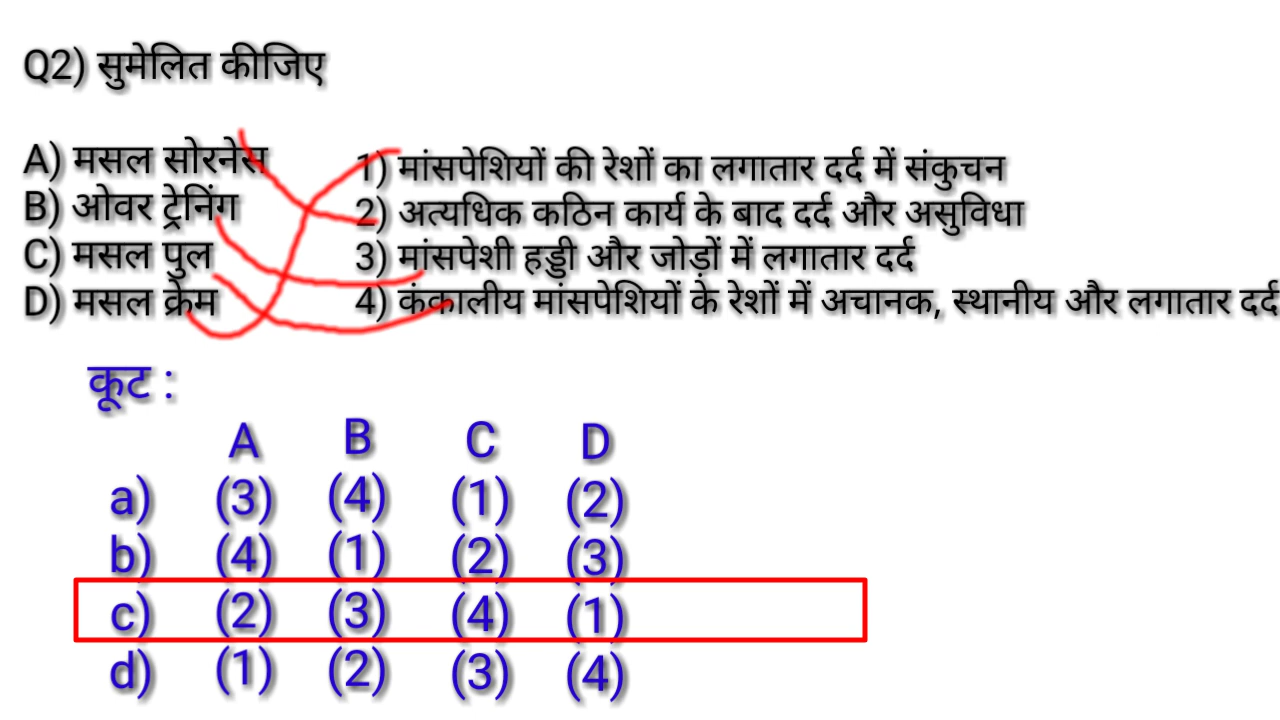 Q2) सुमेलित कीजिए
A) मसल सोरनेस
B) ओवर ट्रेनिंग
C) मसल पुल
D) मसल क्रेम
1) मांसपेशियों की रेशों का लगातार दर्द में संकुचन
2) अत्यधिक कठिन कार्य के बाद दर्द और असुविधा
3) मांसपेशी हड्डी और जोड़ों में लगातार दर्द
4) कंकालीय मांसपेशियों के रेशों में अचानक, स्थानीय और लगातार दर्द
कूट :
A B C D
a) (3) (4) (1) (2)
b) (4) (1) (2) (3)
c) (2) (3) (4) (1)
d) (1) (2) (3) (4)